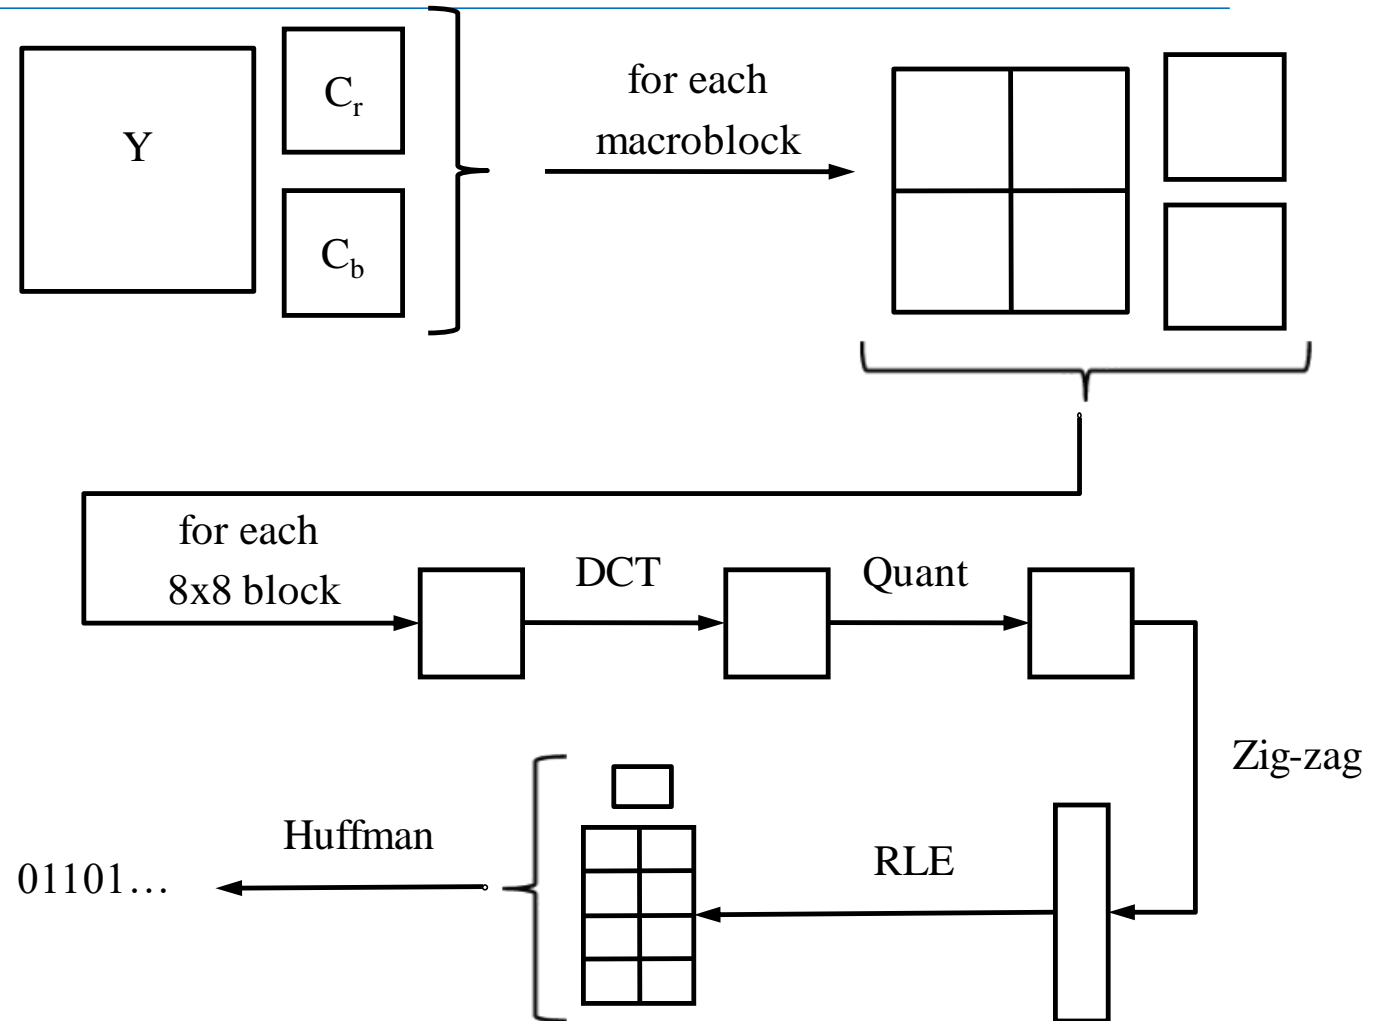 Y
Cr
Cb
for each
macroblock
for each
8x8 block
DCT
Quant
Zig-zag
RLE
Huffman
01101…